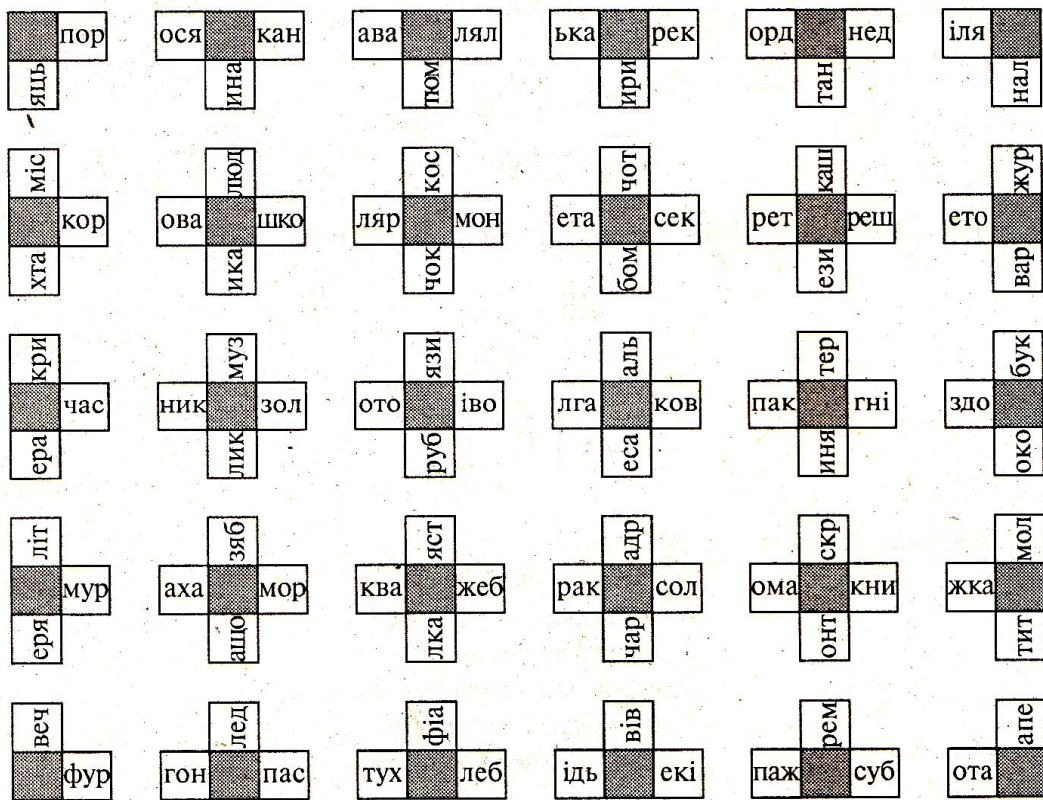 пор ося кан ава лял ька рек орд нед іля
яць ина тюм ири тан нал
міс люд кос чот каш жур
кор ова шко ляр мон ета сек рет реш ето
хта ика чок бом ези вар
кри муз язи аль тер бук
час ник зол ото іво лга ков пак гні здо
ера лик руб еса иня око
літ зяб яст адр скр мол
мур аха мор ква жеб рак сол ома кни жка
еря ащо лка чар онт тит
веч лед фіа вів рем апе
фур гон пас тух леб ідь екі паж суб ота